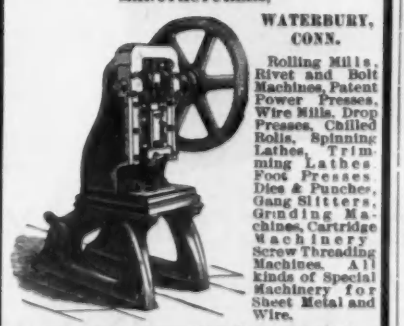 WATERBURY,
CONN.
Rolling Mills,
Rivet and Bolt
Machines, Patent
Power Presses,
Wire Mills, Drop
Presses, Chilled
Rolls, Spinning
Lathes, Trim-
ming Lathes
Foot Presses
Dies & Punches,
Gang Slitters,
Grinding Ma-
chines, Cartridge
Machinery
Screw Threading
Machines. All
kinds of Special
Machinery for
Sheet Metal and
Wire.